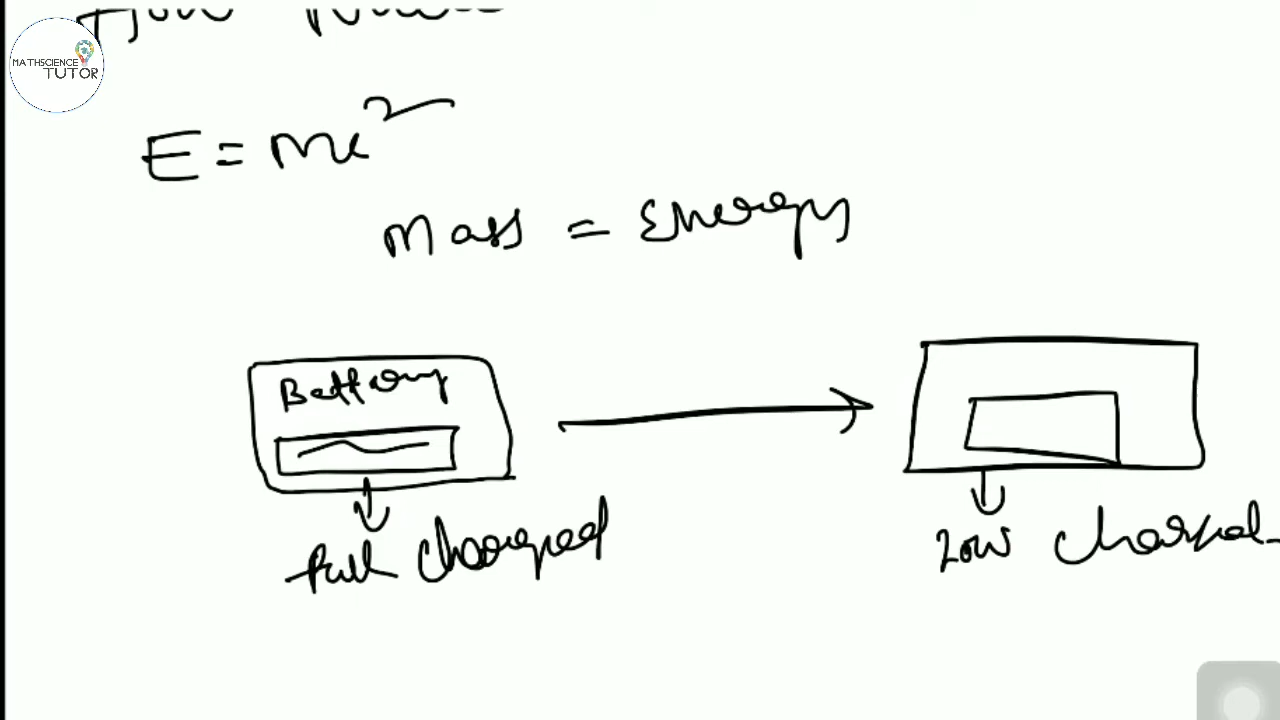 MATHSCIENCE
TUTOR
E = mc²
Mass = Energy
Battery
full charged
Low charged